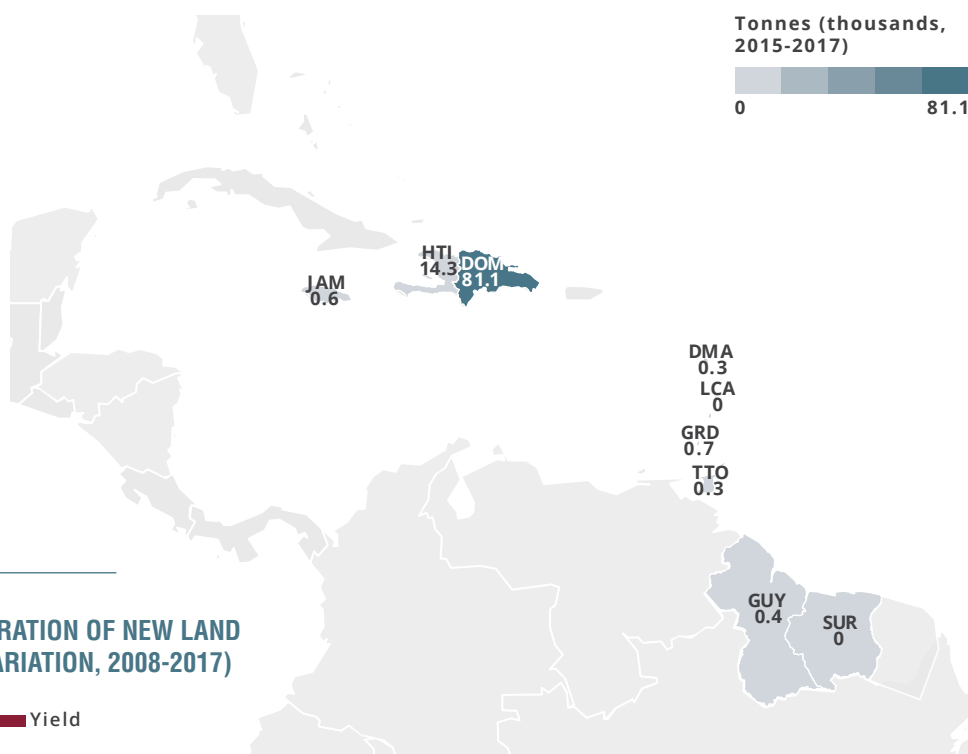 Tonnes (thousands,
2015-2017)
0 81.1
HTI
14.3
DOM
81.1
JAM
0.6
DMA
0.3
LCA
0
GRD
0.7
TTO
0.3
GUY
0.4
SUR
0
RATION OF NEW LAND
ARIATION, 2008-2017)
Yield